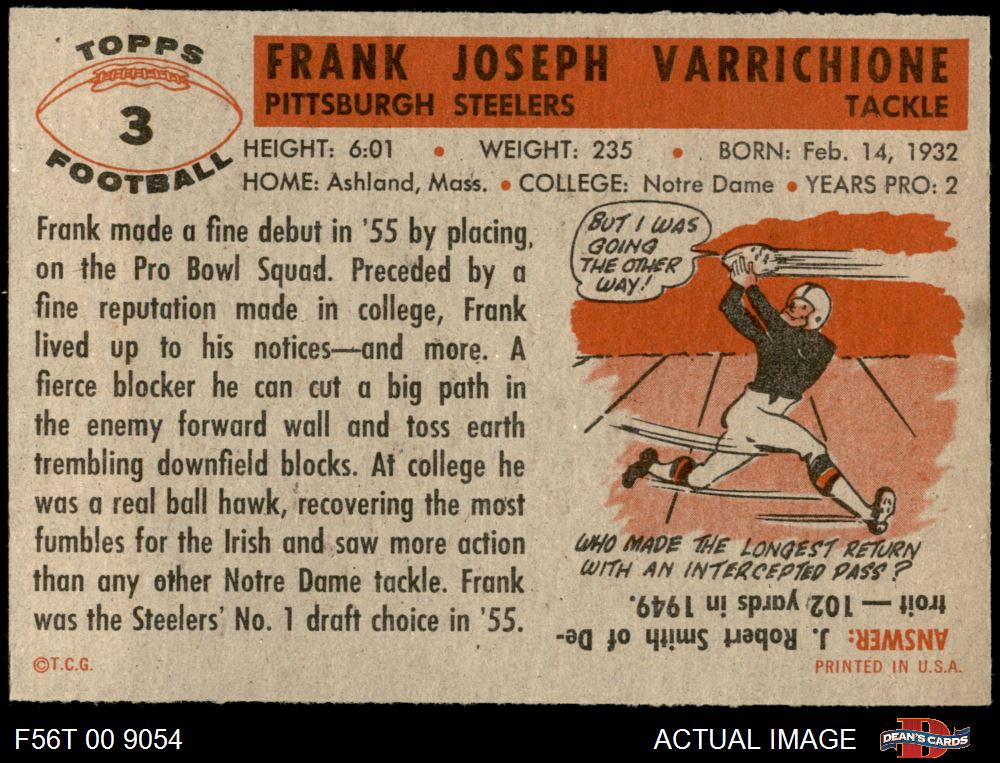 TOPPS
3
FOOTBALL
FRANK JOSEPH VARRICHIONE
PITTSBURGH STEELERS TACKLE
HEIGHT: 6:01 • WEIGHT: 235 • BORN: Feb. 14, 1932
HOME: Ashland, Mass. • COLLEGE: Notre Dame • YEARS PRO: 2
Frank made a fine debut in '55 by placing,
on the Pro Bowl Squad. Preceded by a
fine reputation made in college, Frank
lived up to his notices—and more. A
fierce blocker he can cut a big path in
the enemy forward wall and toss earth
trembling downfield blocks. At college he
was a real ball hawk, recovering the most
fumbles for the Irish and saw more action
than any other Notre Dame tackle. Frank
was the Steelers' No. 1 draft choice in '55.
©T.C.G.
BUT I WAS
GOING
THE OTHER
WAY!
WHO MADE THE LONGEST RETURN
WITH AN INTERCEPTED PASS?
ANSWER: J. Robert Smith of De-
troit — 102 yards in 1949.
PRINTED IN U.S.A.
F56T 00 9054
ACTUAL IMAGE
D
DEAN'S CARDS